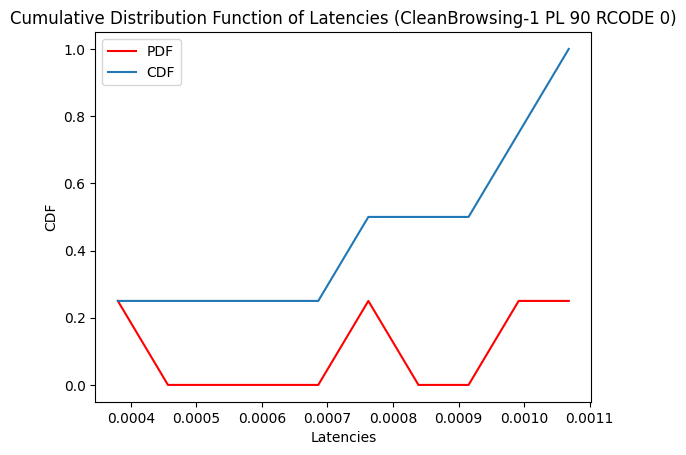 Cumulative Distribution Function of Latencies (CleanBrowsing-1 PL 90 RCODE 0)
PDF
CDF
1.0
0.8
0.6
0.4
0.2
0.0
CDF
0.0004 0.0005 0.0006 0.0007 0.0008 0.0009 0.0010 0.0011
Latencies